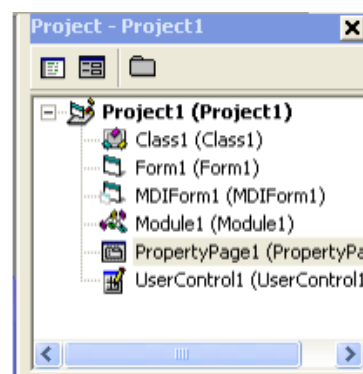 Project - Project1
Project1 (Project1)
Class1 (Class1)
Form1 (Form1)
MDIForm1 (MDIForm1)
Module1 (Module1)
PropertyPage1 (PropertyPa
UserControl1 (UserControl1